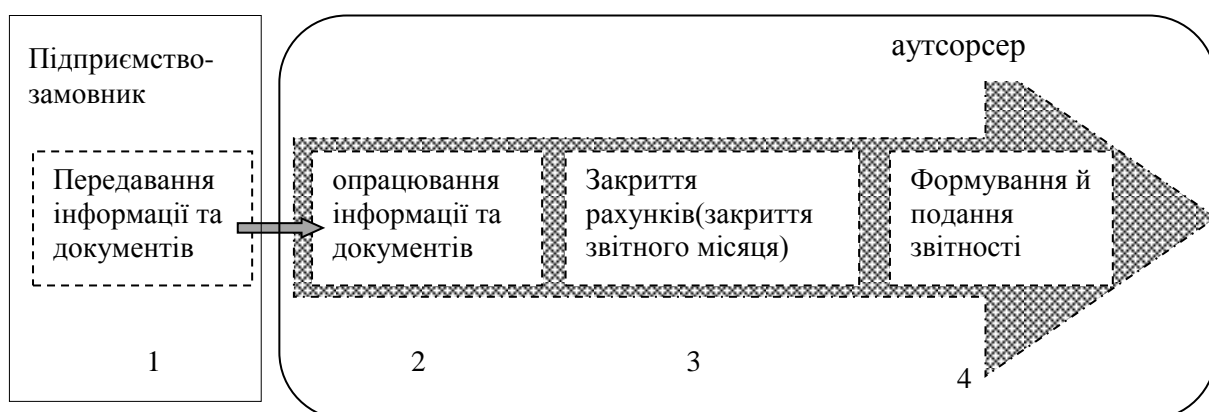 Підприємство-
замовник
Передавання
інформації та
документів
1
аутсорсер
опрацювання
інформації та
документів
2
Закриття
рахунків(закриття
звітного місяця)
3
Формування й
подання
звітності
4